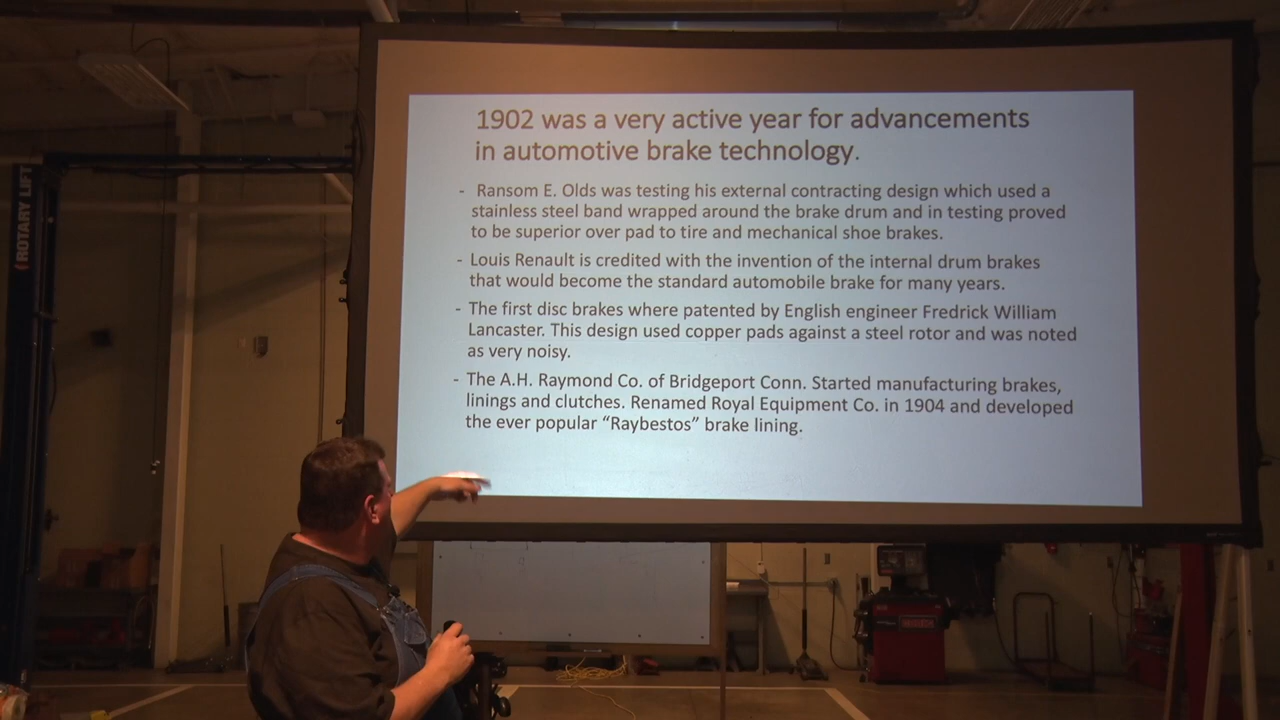 1902 was a very active year for advancements
in automotive brake technology.
- Ransom E. Olds was testing his external contracting design which used a
stainless steel band wrapped around the brake drum and in testing proved
to be superior over pad to tire and mechanical shoe brakes.
- Louis Renault is credited with the invention of the internal drum brakes
that would become the standard automobile brake for many years.
- The first disc brakes where patented by English engineer Fredrick William
Lancaster. This design used copper pads against a steel rotor and was noted
as very noisy.
- The A.H. Raymond Co. of Bridgeport Conn. Started manufacturing brakes,
linings and clutches. Renamed Royal Equipment Co. in 1904 and developed
the ever popular “Raybestos” brake lining.
ROTARY LIFT